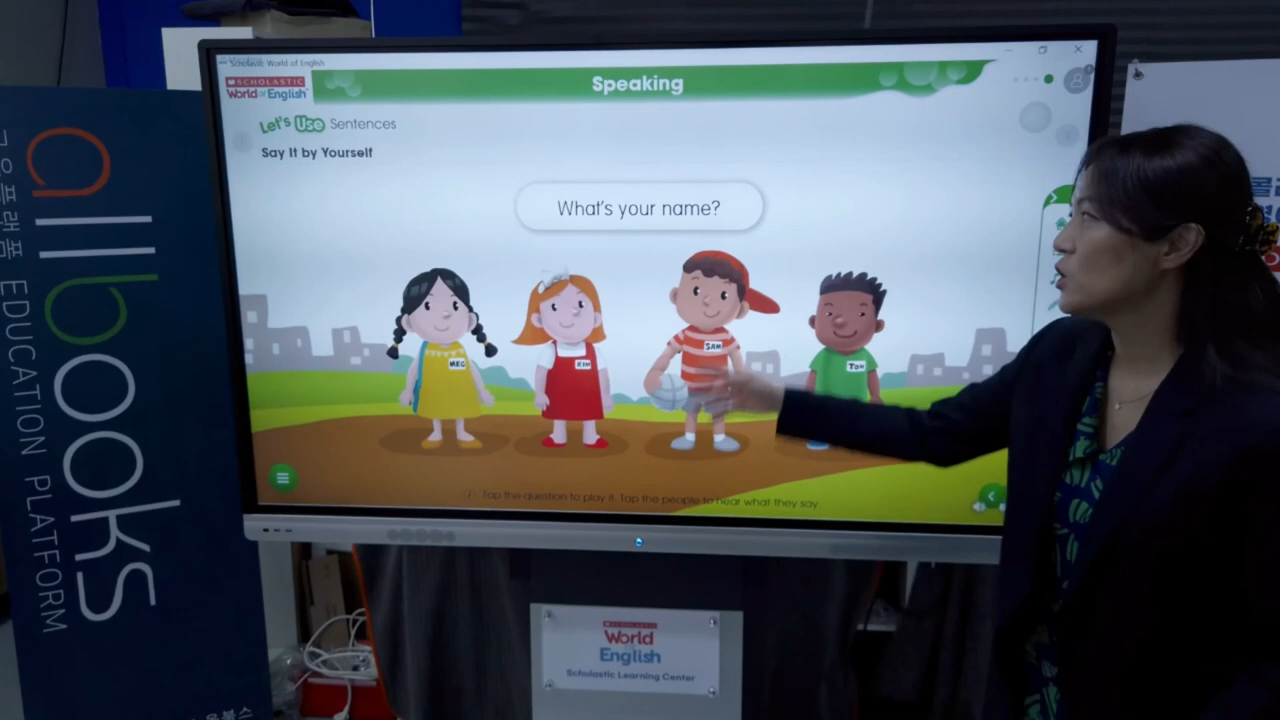 Scholastic World of English
SCHOLASTIC
World of English
Speaking
Let's Use Sentences
Say It by Yourself
What's your name?
MEG
KIM
SAM
TOM
Tap the question to play it. Tap the people to hear what they say.
allbooks
EDUCATION PLATFORM
SCHOLASTIC
World
of
English
Scholastic Learning Center